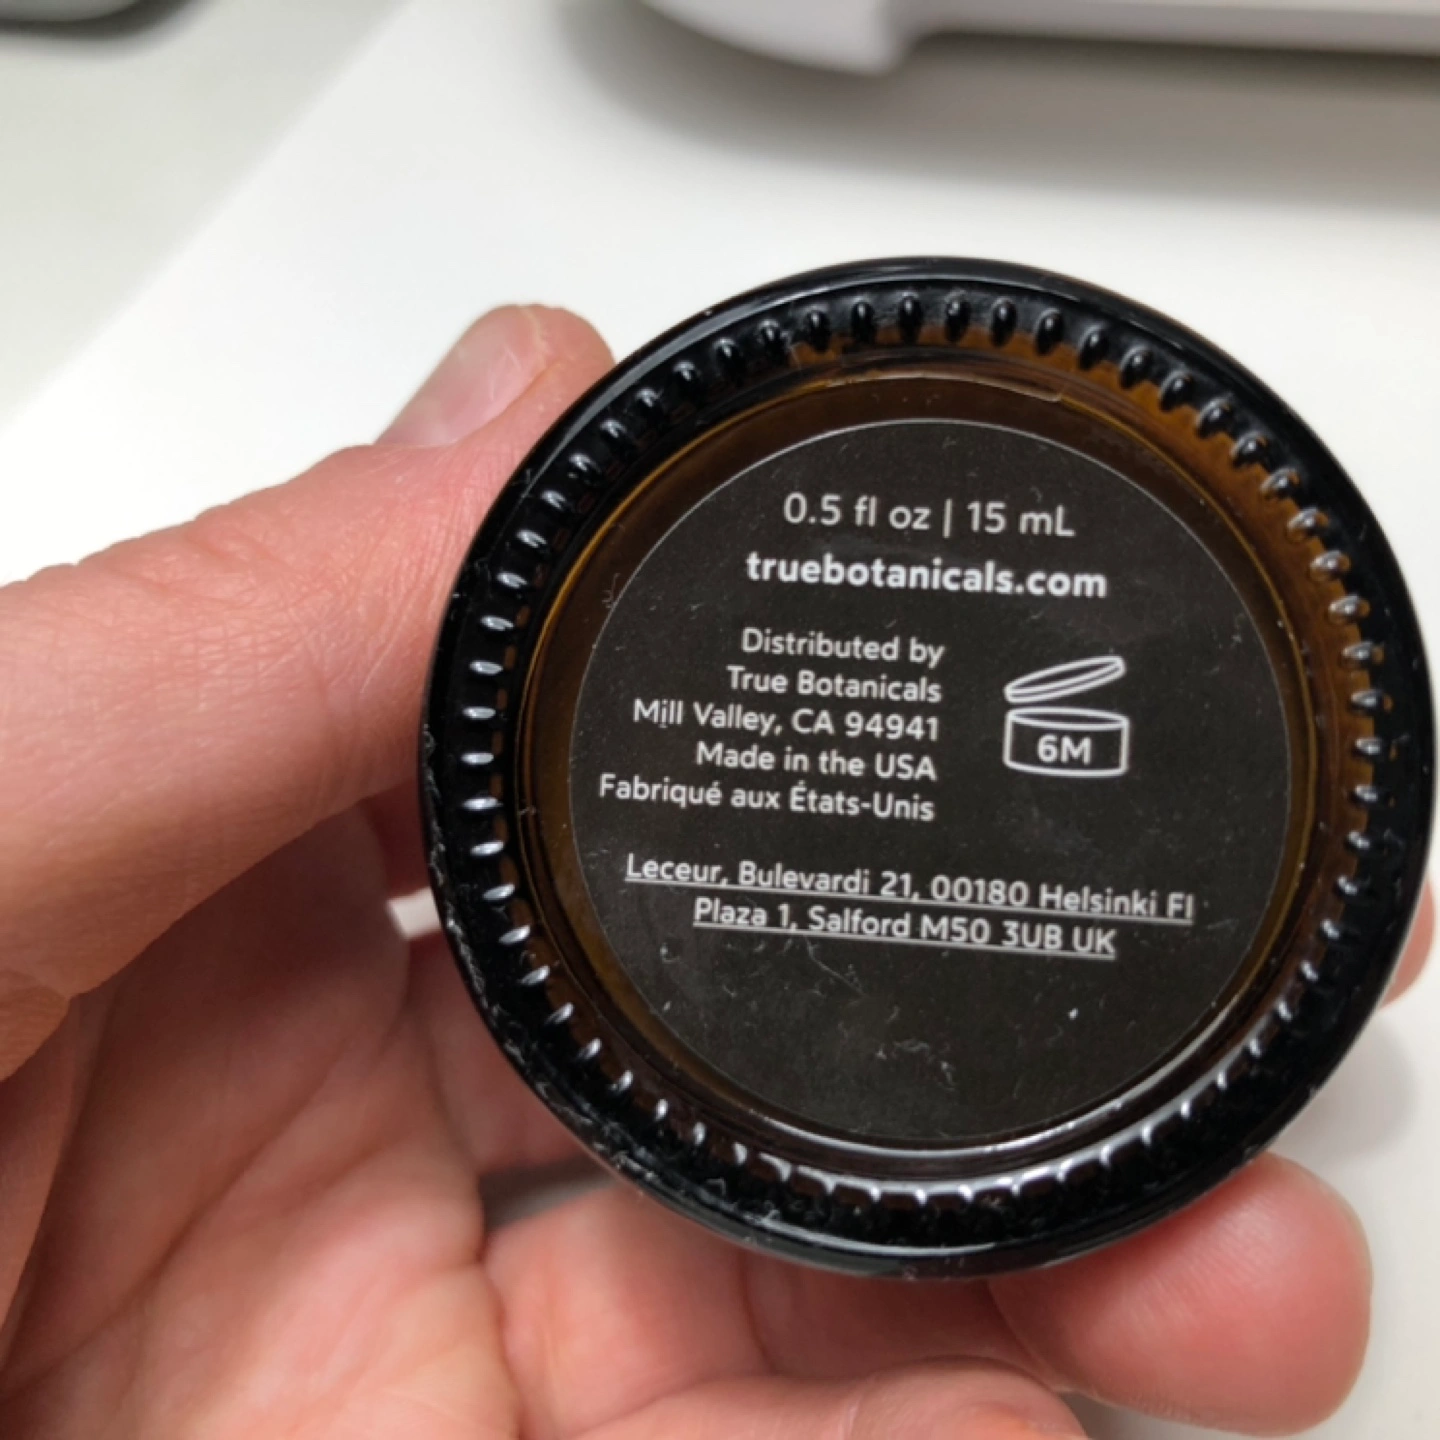 0.5 fl oz | 15 mL
truebotanicals.com
Distributed by
True Botanicals
Mill Valley, CA 94941
Made in the USA
Fabriqué aux États-Unis
6M
Leceur, Bulevardi 21, 00180 Helsinki FI
Plaza 1, Salford M50 3UB UK